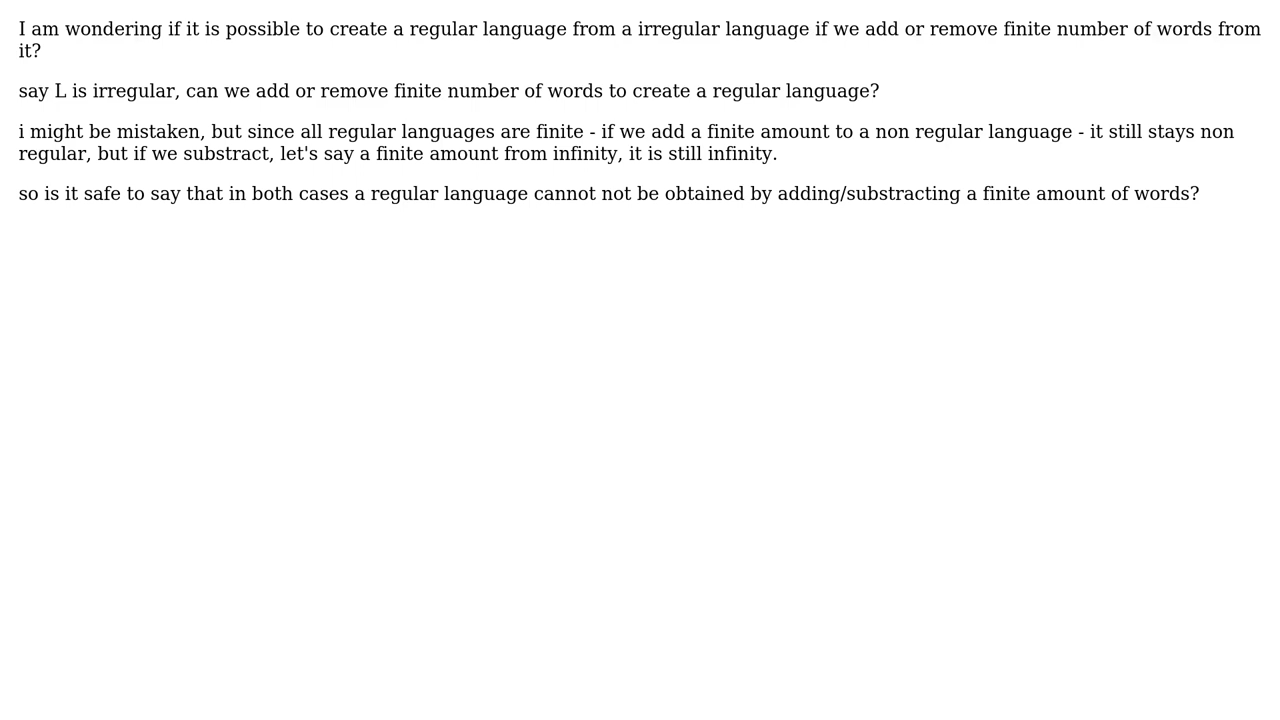 I am wondering if it is possible to create a regular language from a irregular language if we add or remove finite number of words from
it?
say L is irregular, can we add or remove finite number of words to create a regular language?
i might be mistaken, but since all regular languages are finite - if we add a finite amount to a non regular language - it still stays non
regular, but if we substract, let's say a finite amount from infinity, it is still infinity.
so is it safe to say that in both cases a regular language cannot not be obtained by adding/substracting a finite amount of words?